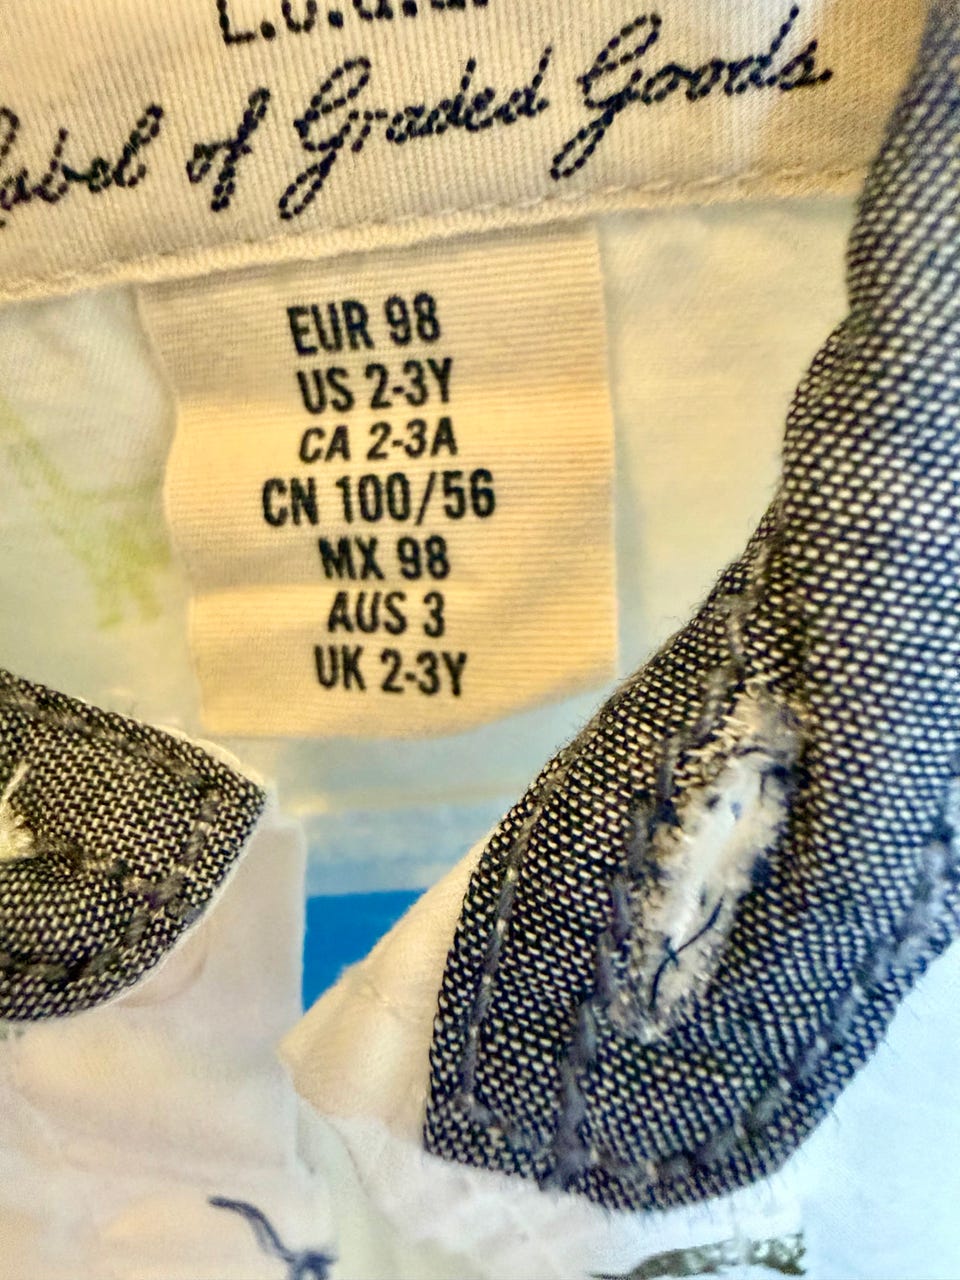 L.O.G.G.
Label of Graded Goods
EUR 98
US 2-3Y
CA 2-3A
CN 100/56
MX 98
AUS 3
UK 2-3Y